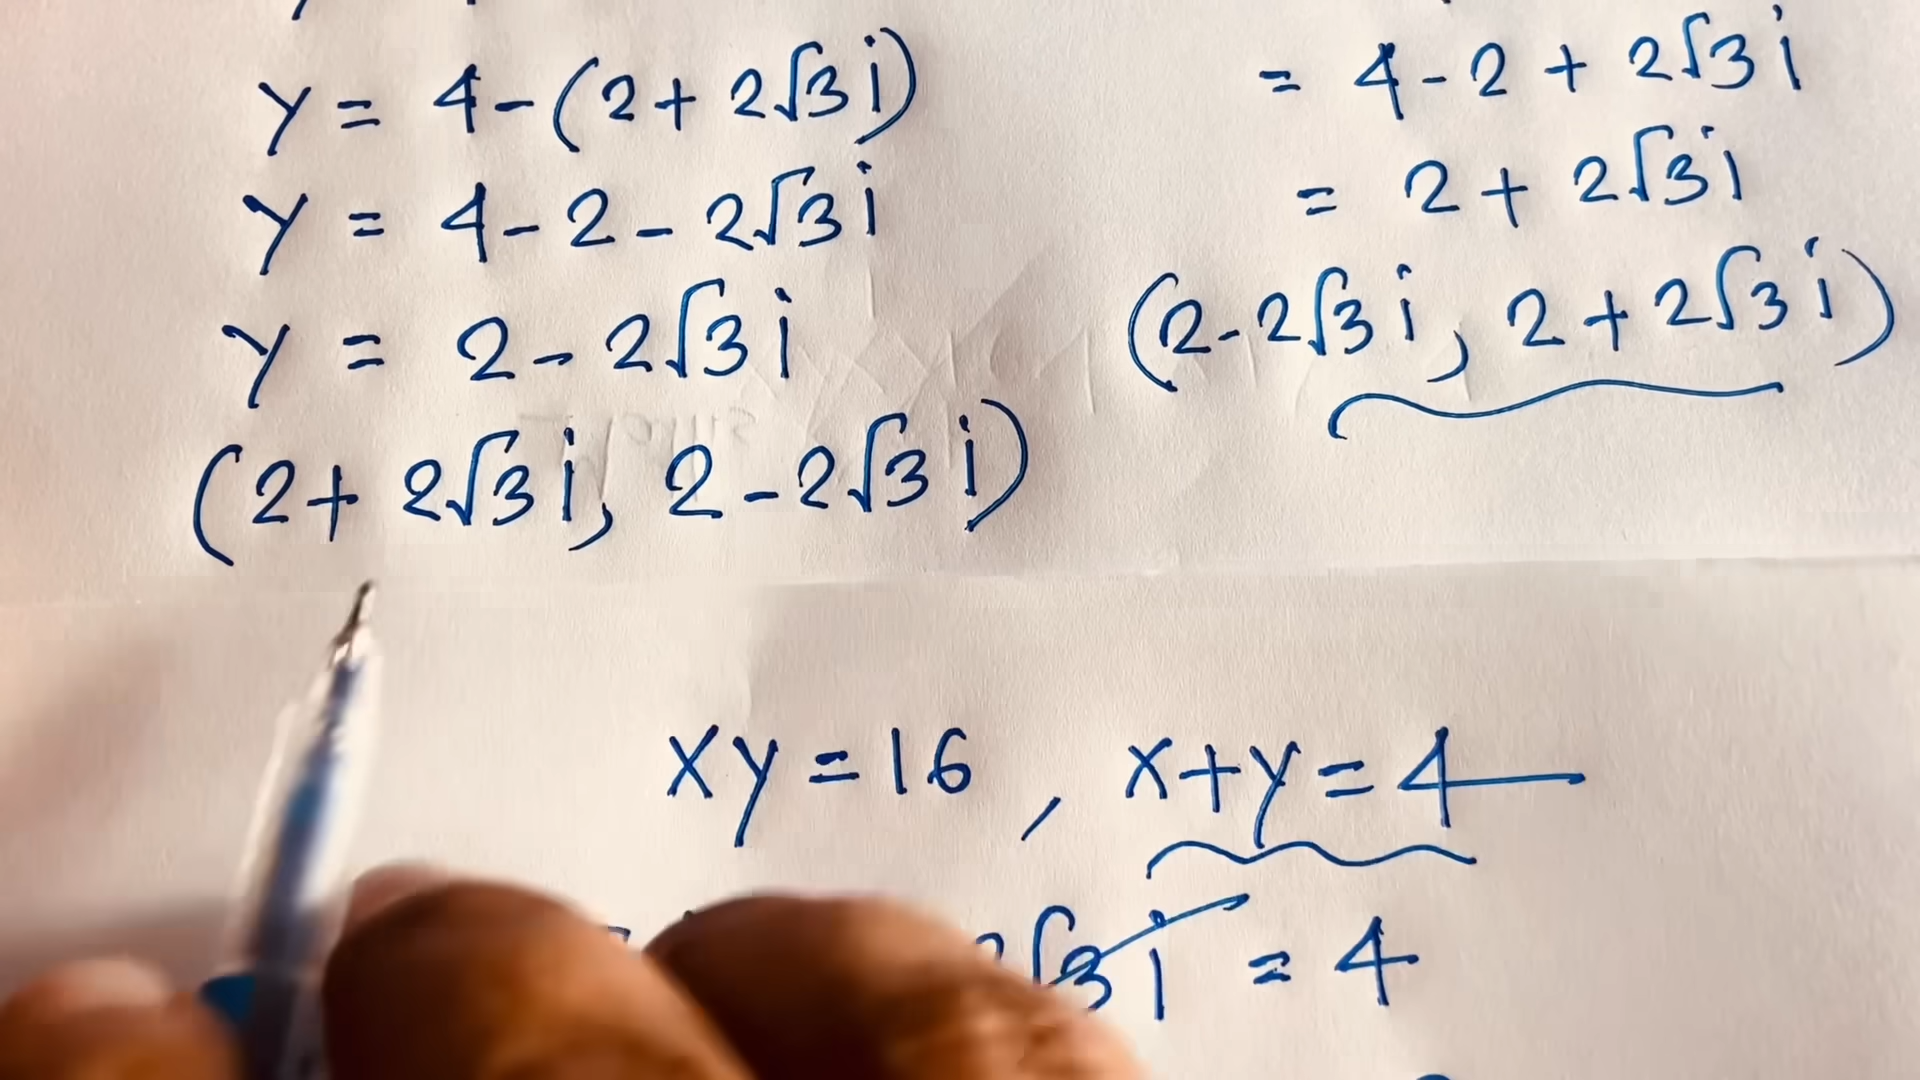 y = 4-(2+2√3i)
y = 4-2-2√3i
y = 2-2√3i
(2+2√3i, 2-2√3i)
= 4-2+2√3i
= 2+2√3i
(2-2√3i, 2+2√3i)
xy=16, x+y=4
√3i = 4